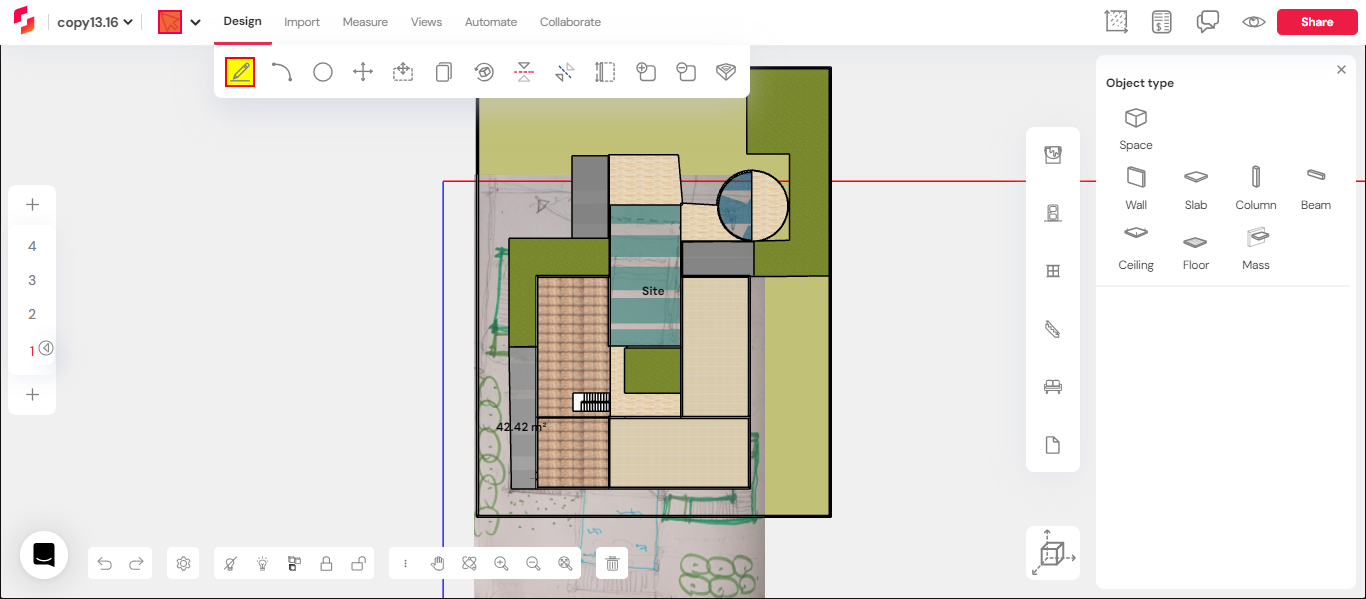 copy13.16
Design
Import
Measure
Views
Automate
Collaborate
Share
Object type
Space
Wall
Slab
Column
Beam
Ceiling
Floor
Mass
4
3
2
1
Site
42.42 m²